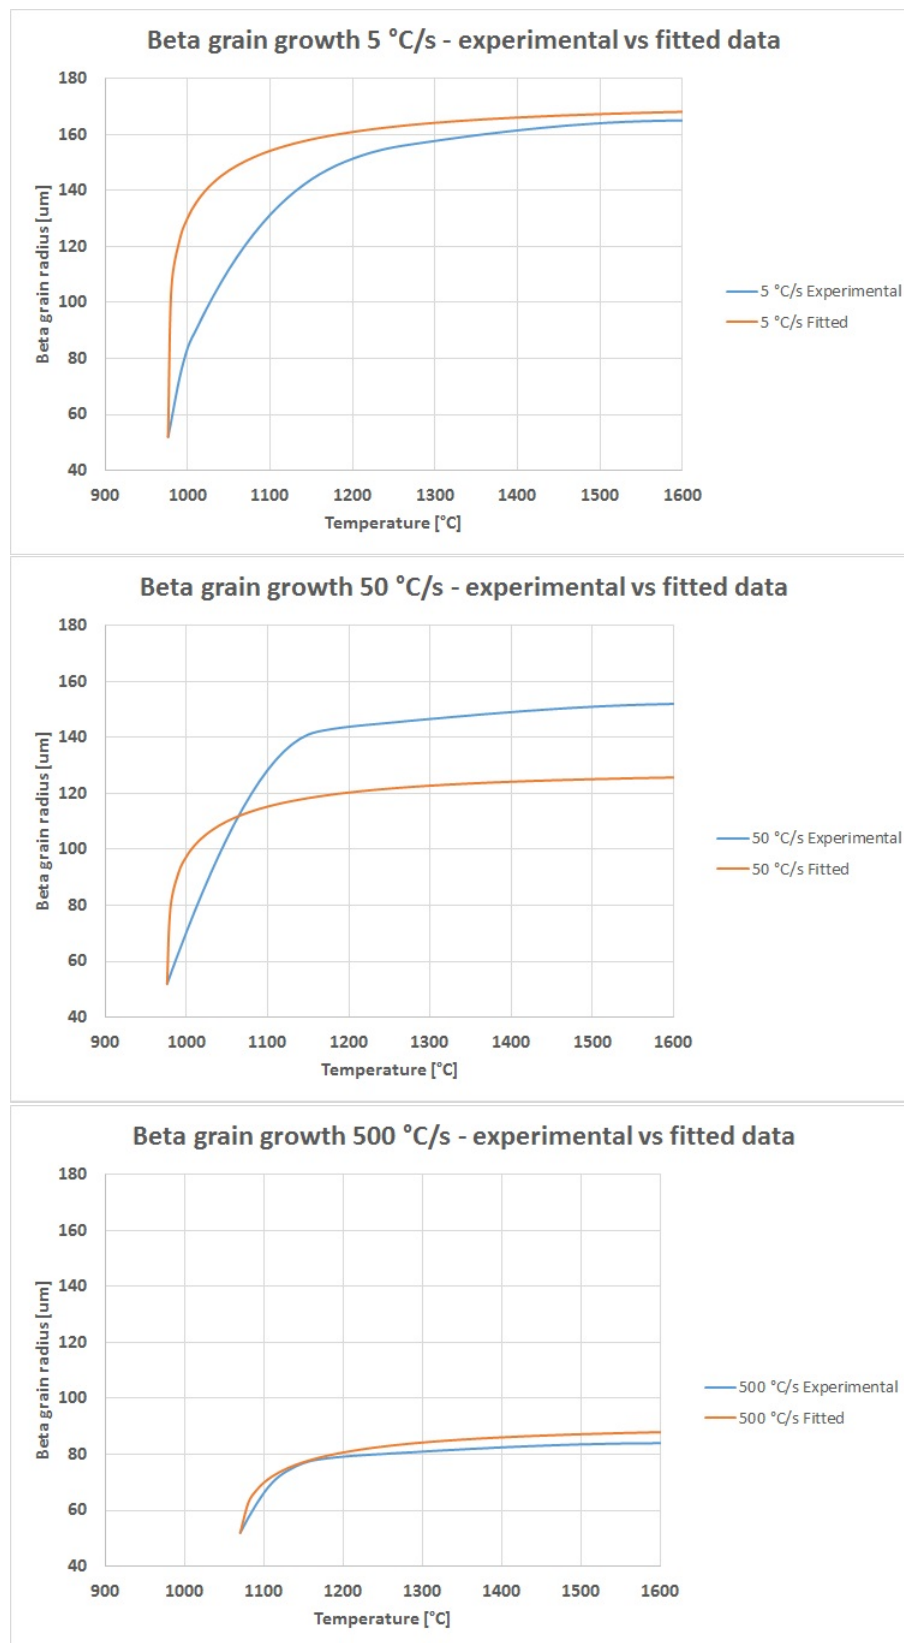 Beta grain growth 5 °C/s - experimental vs fitted data
180
160
140
120
100
80
60
40
Beta grain radius [um]
900 1000 1100 1200 1300 1400 1500 1600
Temperature [°C]
5 °C/s Experimental
5 °C/s Fitted
Beta grain growth 50 °C/s - experimental vs fitted data
180
160
140
120
100
80
60
40
Beta grain radius [um]
900 1000 1100 1200 1300 1400 1500 1600
Temperature [°C]
50 °C/s Experimental
50 °C/s Fitted
Beta grain growth 500 °C/s - experimental vs fitted data
180
160
140
120
100
80
60
40
Beta grain radius [um]
900 1000 1100 1200 1300 1400 1500 1600
Temperature [°C]
500 °C/s Experimental
500 °C/s Fitted